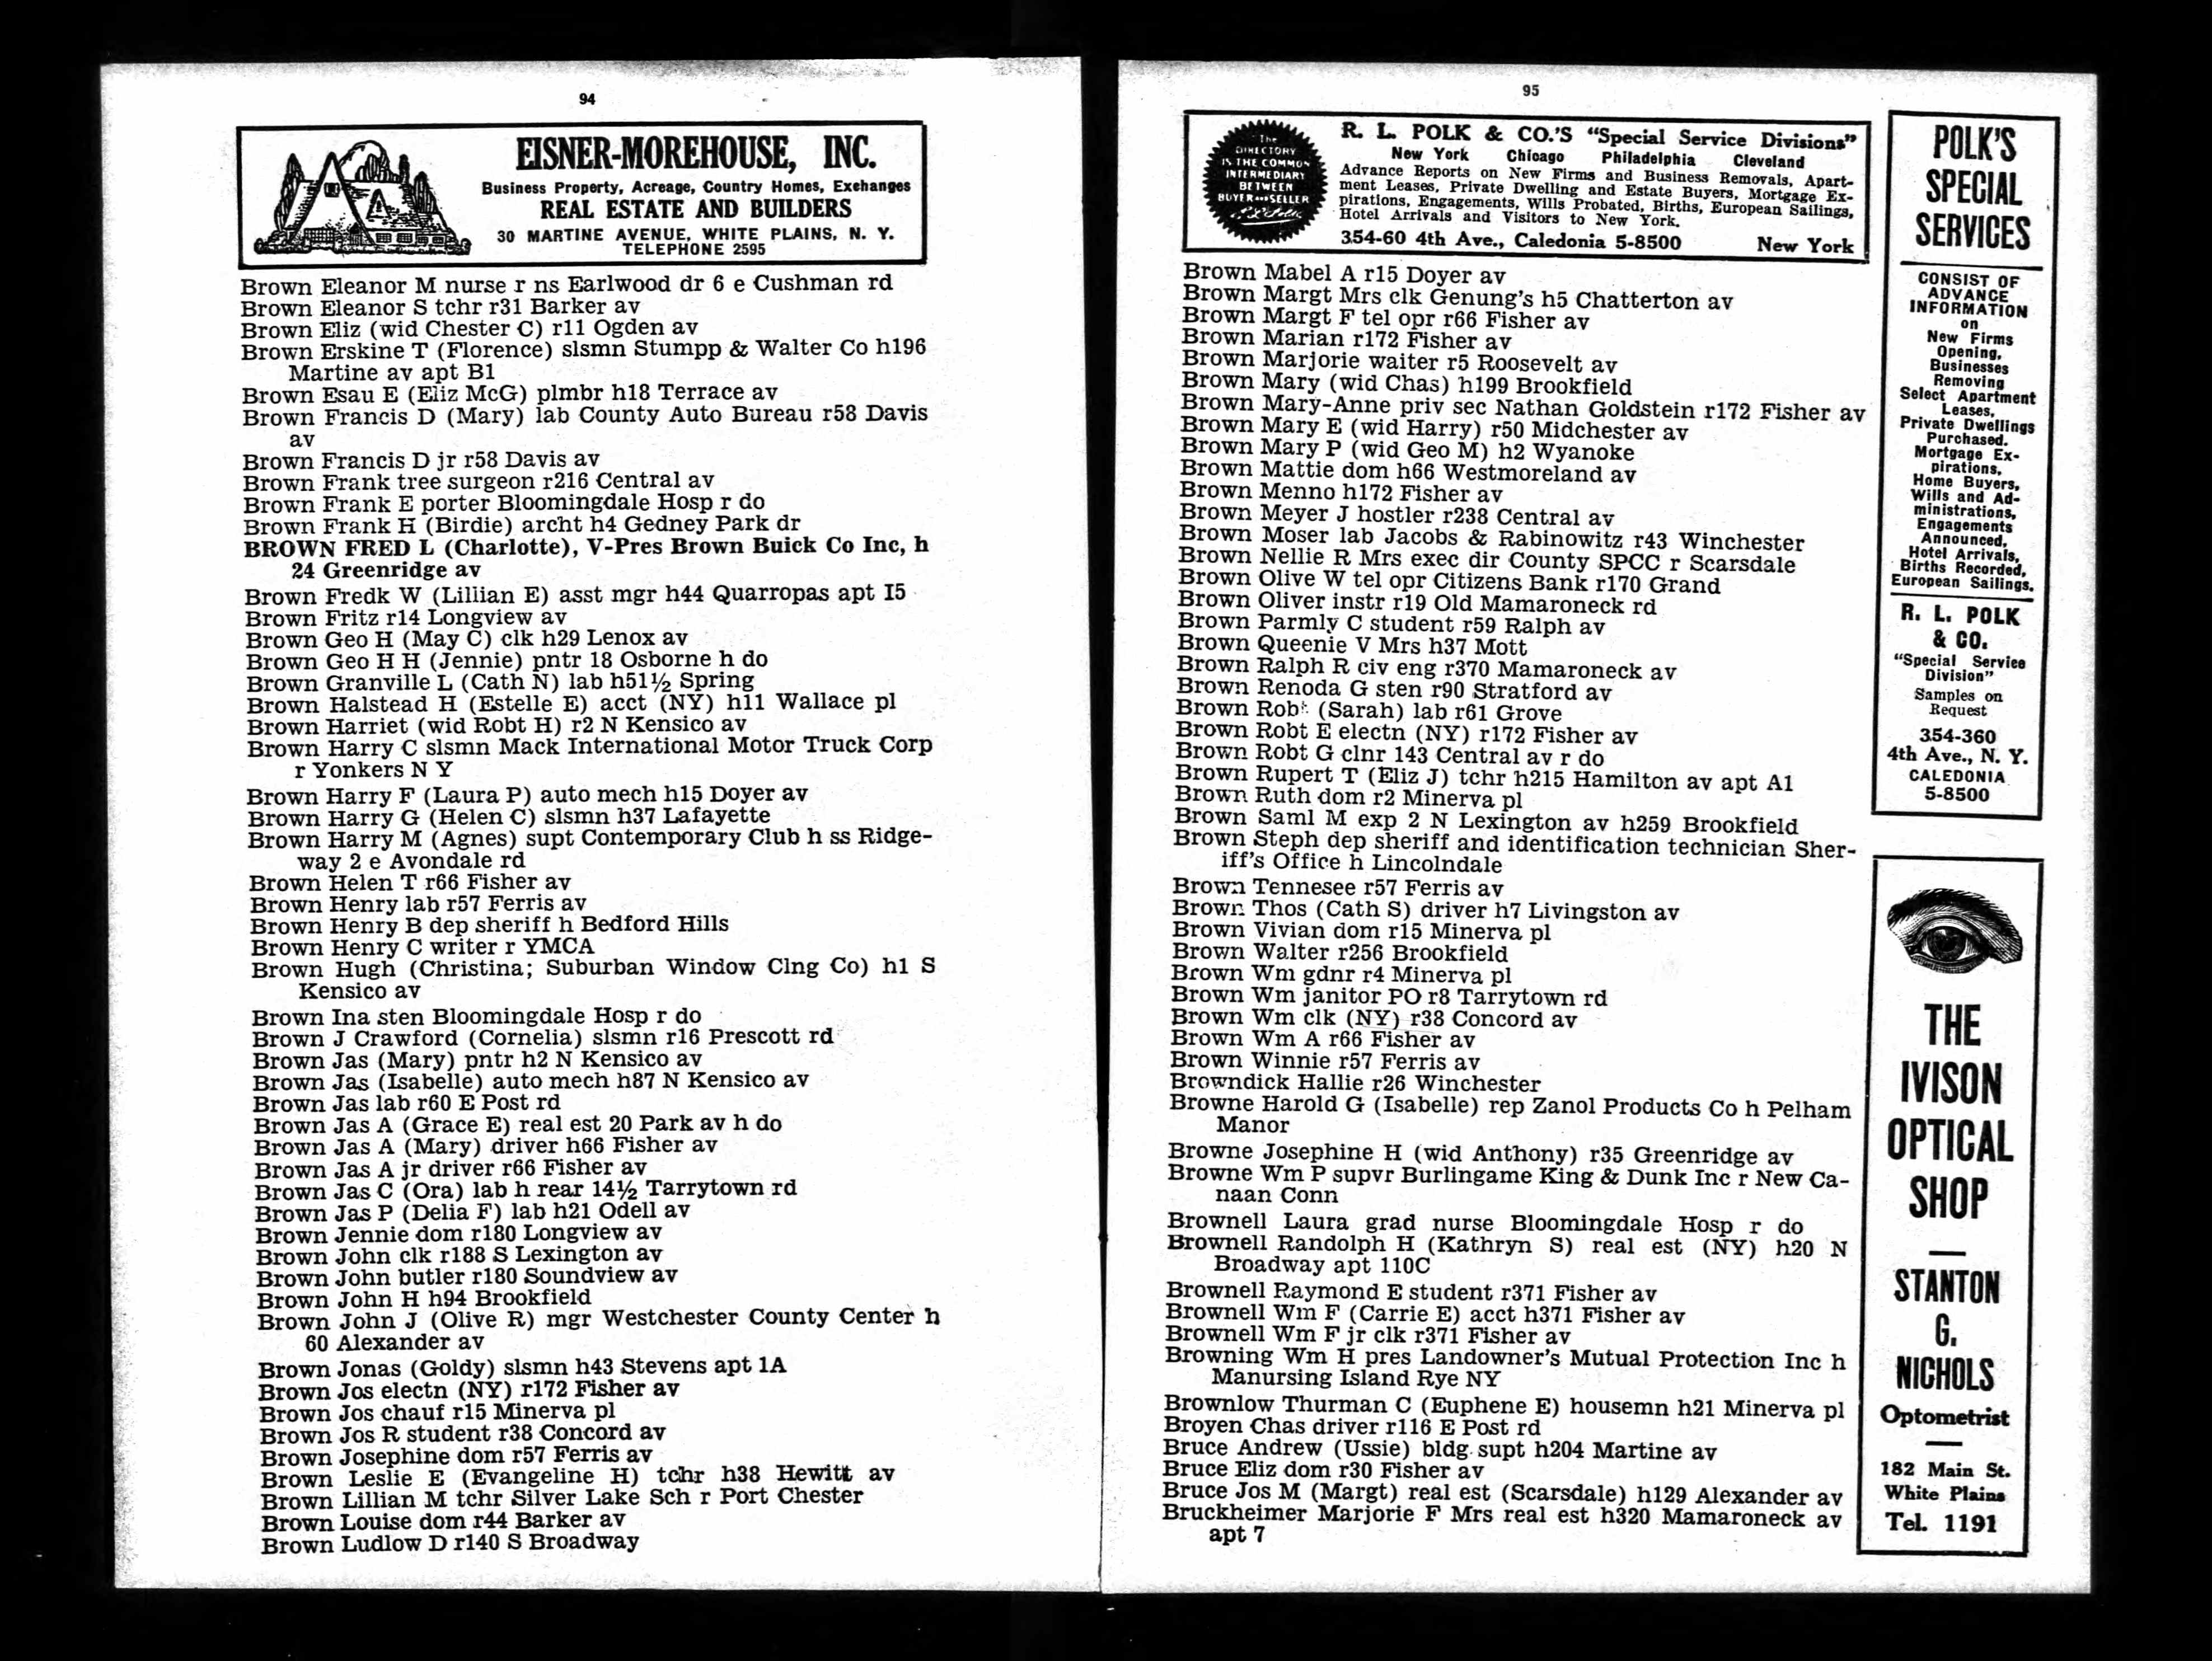 94
EISNER-MOREHOUSE, INC.
Business Property, Acreage, Country Homes, Exchanges
REAL ESTATE AND BUILDERS
30 MARTINE AVENUE, WHITE PLAINS, N. Y.
TELEPHONE 2595
Brown Eleanor M nurse r ns Earlwood dr 6 e Cushman rd
Brown Eleanor S tchr r31 Barker av
Brown Eliz (wid Chester C) r11 Ogden av
Brown Erskine T (Florence) slsmn Stumpp & Walter Co h196
Martine av apt B1
Brown Esau E (Eliz McG) plmbr h18 Terrace av
Brown Francis D (Mary) lab County Auto Bureau r58 Davis
av
Brown Francis D jr r58 Davis av
Brown Frank tree surgeon r216 Central av
Brown Frank E porter Bloomingdale Hosp r do
Brown Frank H (Birdie) archt h4 Gedney Park dr
BROWN FRED L (Charlotte), V-Pres Brown Buick Co Inc, h
24 Greenridge av
Brown Fredk W (Lillian E) asst mgr h44 Quarropas apt I5
Brown Fritz r14 Longview av
Brown Geo H (May C) clk h29 Lenox av
Brown Geo H H (Jennie) pntr 18 Osborne h do
Brown Granville L (Cath N) lab h51½ Spring
Brown Halstead H (Estelle E) acct (NY) h11 Wallace pl
Brown Harriet (wid Robt H) r2 N Kensico av
Brown Harry C slsmn Mack International Motor Truck Corp
r Yonkers N Y
Brown Harry F (Laura P) auto mech h15 Doyer av
Brown Harry G (Helen C) slsmn h37 Lafayette
Brown Harry M (Agnes) supt Contemporary Club h ss Ridge-
way 2 e Avondale rd
Brown Helen T r66 Fisher av
Brown Henry lab r57 Ferris av
Brown Henry B dep sheriff h Bedford Hills
Brown Henry C writer r YMCA
Brown Hugh (Christina; Suburban Window Clng Co) h1 S
Kensico av
Brown Ina sten Bloomingdale Hosp r do
Brown J Crawford (Cornelia) slsmn r16 Prescott rd
Brown Jas (Mary) pntr h2 N Kensico av
Brown Jas (Isabelle) auto mech h87 N Kensico av
Brown Jas lab r60 E Post rd
Brown Jas A (Grace E) real est 20 Park av h do
Brown Jas A (Mary) driver h66 Fisher av
Brown Jas A jr driver r66 Fisher av
Brown Jas C (Ora) lab h rear 14½ Tarrytown rd
Brown Jas P (Delia F) lab h21 Odell av
Brown Jennie dom r180 Longview av
Brown John clk r188 S Lexington av
Brown John butler r180 Soundview av
Brown John H h94 Brookfield
Brown John J (Olive R) mgr Westchester County Center h
60 Alexander av
Brown Jonas (Goldy) slsmn h43 Stevens apt 1A
Brown Jos electn (NY) r172 Fisher av
Brown Jos chauf r15 Minerva pl
Brown Jos R student r38 Concord av
Brown Josephine dom r57 Ferris av
Brown Leslie E (Evangeline H) tchr h38 Hewitt av
Brown Lillian M tchr Silver Lake Sch r Port Chester
Brown Louise dom r44 Barker av
Brown Ludlow D r140 S Broadway
95
The
DIRECTORY
IS THE COMMON
INTERMEDIARY
BETWEEN
BUYER AND SELLER
R. L. POLK & CO.'S "Special Service Divisions"
New York Chicago Philadelphia Cleveland
Advance Reports on New Firms and Business Removals, Apart-
ment Leases, Private Dwelling and Estate Buyers, Mortgage Ex-
pirations, Engagements, Wills Probated, Births, European Sailings,
Hotel Arrivals and Visitors to New York.
354-60 4th Ave., Caledonia 5-8500 New York
Brown Mabel A r15 Doyer av
Brown Margt Mrs clk Genung's h5 Chatterton av
Brown Margt F tel opr r66 Fisher av
Brown Marian r172 Fisher av
Brown Marjorie waiter r5 Roosevelt av
Brown Mary (wid Chas) h199 Brookfield
Brown Mary-Anne priv sec Nathan Goldstein r172 Fisher av
Brown Mary E (wid Harry) r50 Midchester av
Brown Mary P (wid Geo M) h2 Wyanoke
Brown Mattie dom h66 Westmoreland av
Brown Menno h172 Fisher av
Brown Meyer J hostler r238 Central av
Brown Moser lab Jacobs & Rabinowitz r43 Winchester
Brown Nellie R Mrs exec dir County SPCC r Scarsdale
Brown Olive W tel opr Citizens Bank r170 Grand
Brown Oliver instr r19 Old Mamaroneck rd
Brown Parmly C student r59 Ralph av
Brown Queenie V Mrs h37 Mott
Brown Ralph R civ eng r370 Mamaroneck av
Brown Renoda G sten r90 Stratford av
Brown Robt (Sarah) lab r61 Grove
Brown Robt E electn (NY) r172 Fisher av
Brown Robt G clnr 143 Central av r do
Brown Rupert T (Eliz J) tchr h215 Hamilton av apt A1
Brown Ruth dom r2 Minerva pl
Brown Saml M exp 2 N Lexington av h259 Brookfield
Brown Steph dep sheriff and identification technician Sher-
iff's Office h Lincolndale
Brown Tennesee r57 Ferris av
Brown Thos (Cath S) driver h7 Livingston av
Brown Vivian dom r15 Minerva pl
Brown Walter r256 Brookfield
Brown Wm gdnr r4 Minerva pl
Brown Wm janitor PO r8 Tarrytown rd
Brown Wm clk (NY) r38 Concord av
Brown Wm A r66 Fisher av
Brown Winnie r57 Ferris av
Browndick Hallie r26 Winchester
Browne Harold G (Isabelle) rep Zanol Products Co h Pelham
Manor
Browne Josephine H (wid Anthony) r35 Greenridge av
Browne Wm P supvr Burlingame King & Dunk Inc r New Ca-
naan Conn
Brownell Laura grad nurse Bloomingdale Hosp r do
Brownell Randolph H (Kathryn S) real est (NY) h20 N
Broadway apt 110C
Brownell Raymond E student r371 Fisher av
Brownell Wm F (Carrie E) acct h371 Fisher av
Brownell Wm F jr clk r371 Fisher av
Browning Wm H pres Landowner's Mutual Protection Inc h
Manursing Island Rye NY
Brownlow Thurman C (Euphene E) housemn h21 Minerva pl
Broyen Chas driver r116 E Post rd
Bruce Andrew (Ussie) bldg supt h204 Martine av
Bruce Eliz dom r30 Fisher av
Bruce Jos M (Margt) real est (Scarsdale) h129 Alexander av
Bruckheimer Marjorie F Mrs real est h320 Mamaroneck av
apt 7
POLK'S
SPECIAL
SERVICES
CONSIST OF
ADVANCE
INFORMATION
on
New Firms
Opening,
Businesses
Removing
Select Apartment
Leases,
Private Dwellings
Purchased.
Mortgage Ex-
pirations,
Home Buyers,
Wills and Ad-
ministrations,
Engagements
Announced,
Hotel Arrivals,
Births Recorded,
European Sailings.
R. L. POLK
& CO.
"Special Service
Division"
Samples on
Request
354-360
4th Ave., N. Y.
CALEDONIA
5-8500
THE
IVISON
OPTICAL
SHOP
STANTON
G.
NICHOLS
Optometrist
182 Main St.
White Plains
Tel. 1191